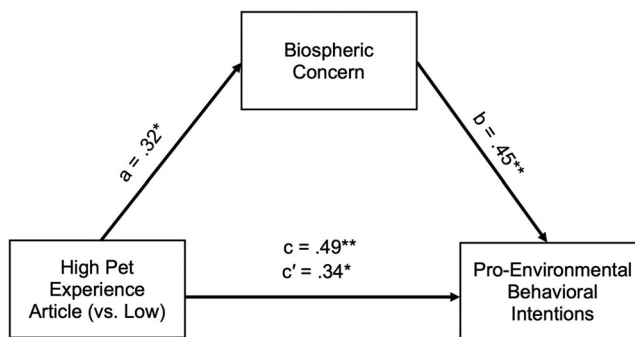 Biospheric
Concern
a = .32*
b = .45**
c = .49**
c′ = .34*
High Pet
Experience
Article (vs. Low)
Pro-Environmental
Behavioral
Intentions